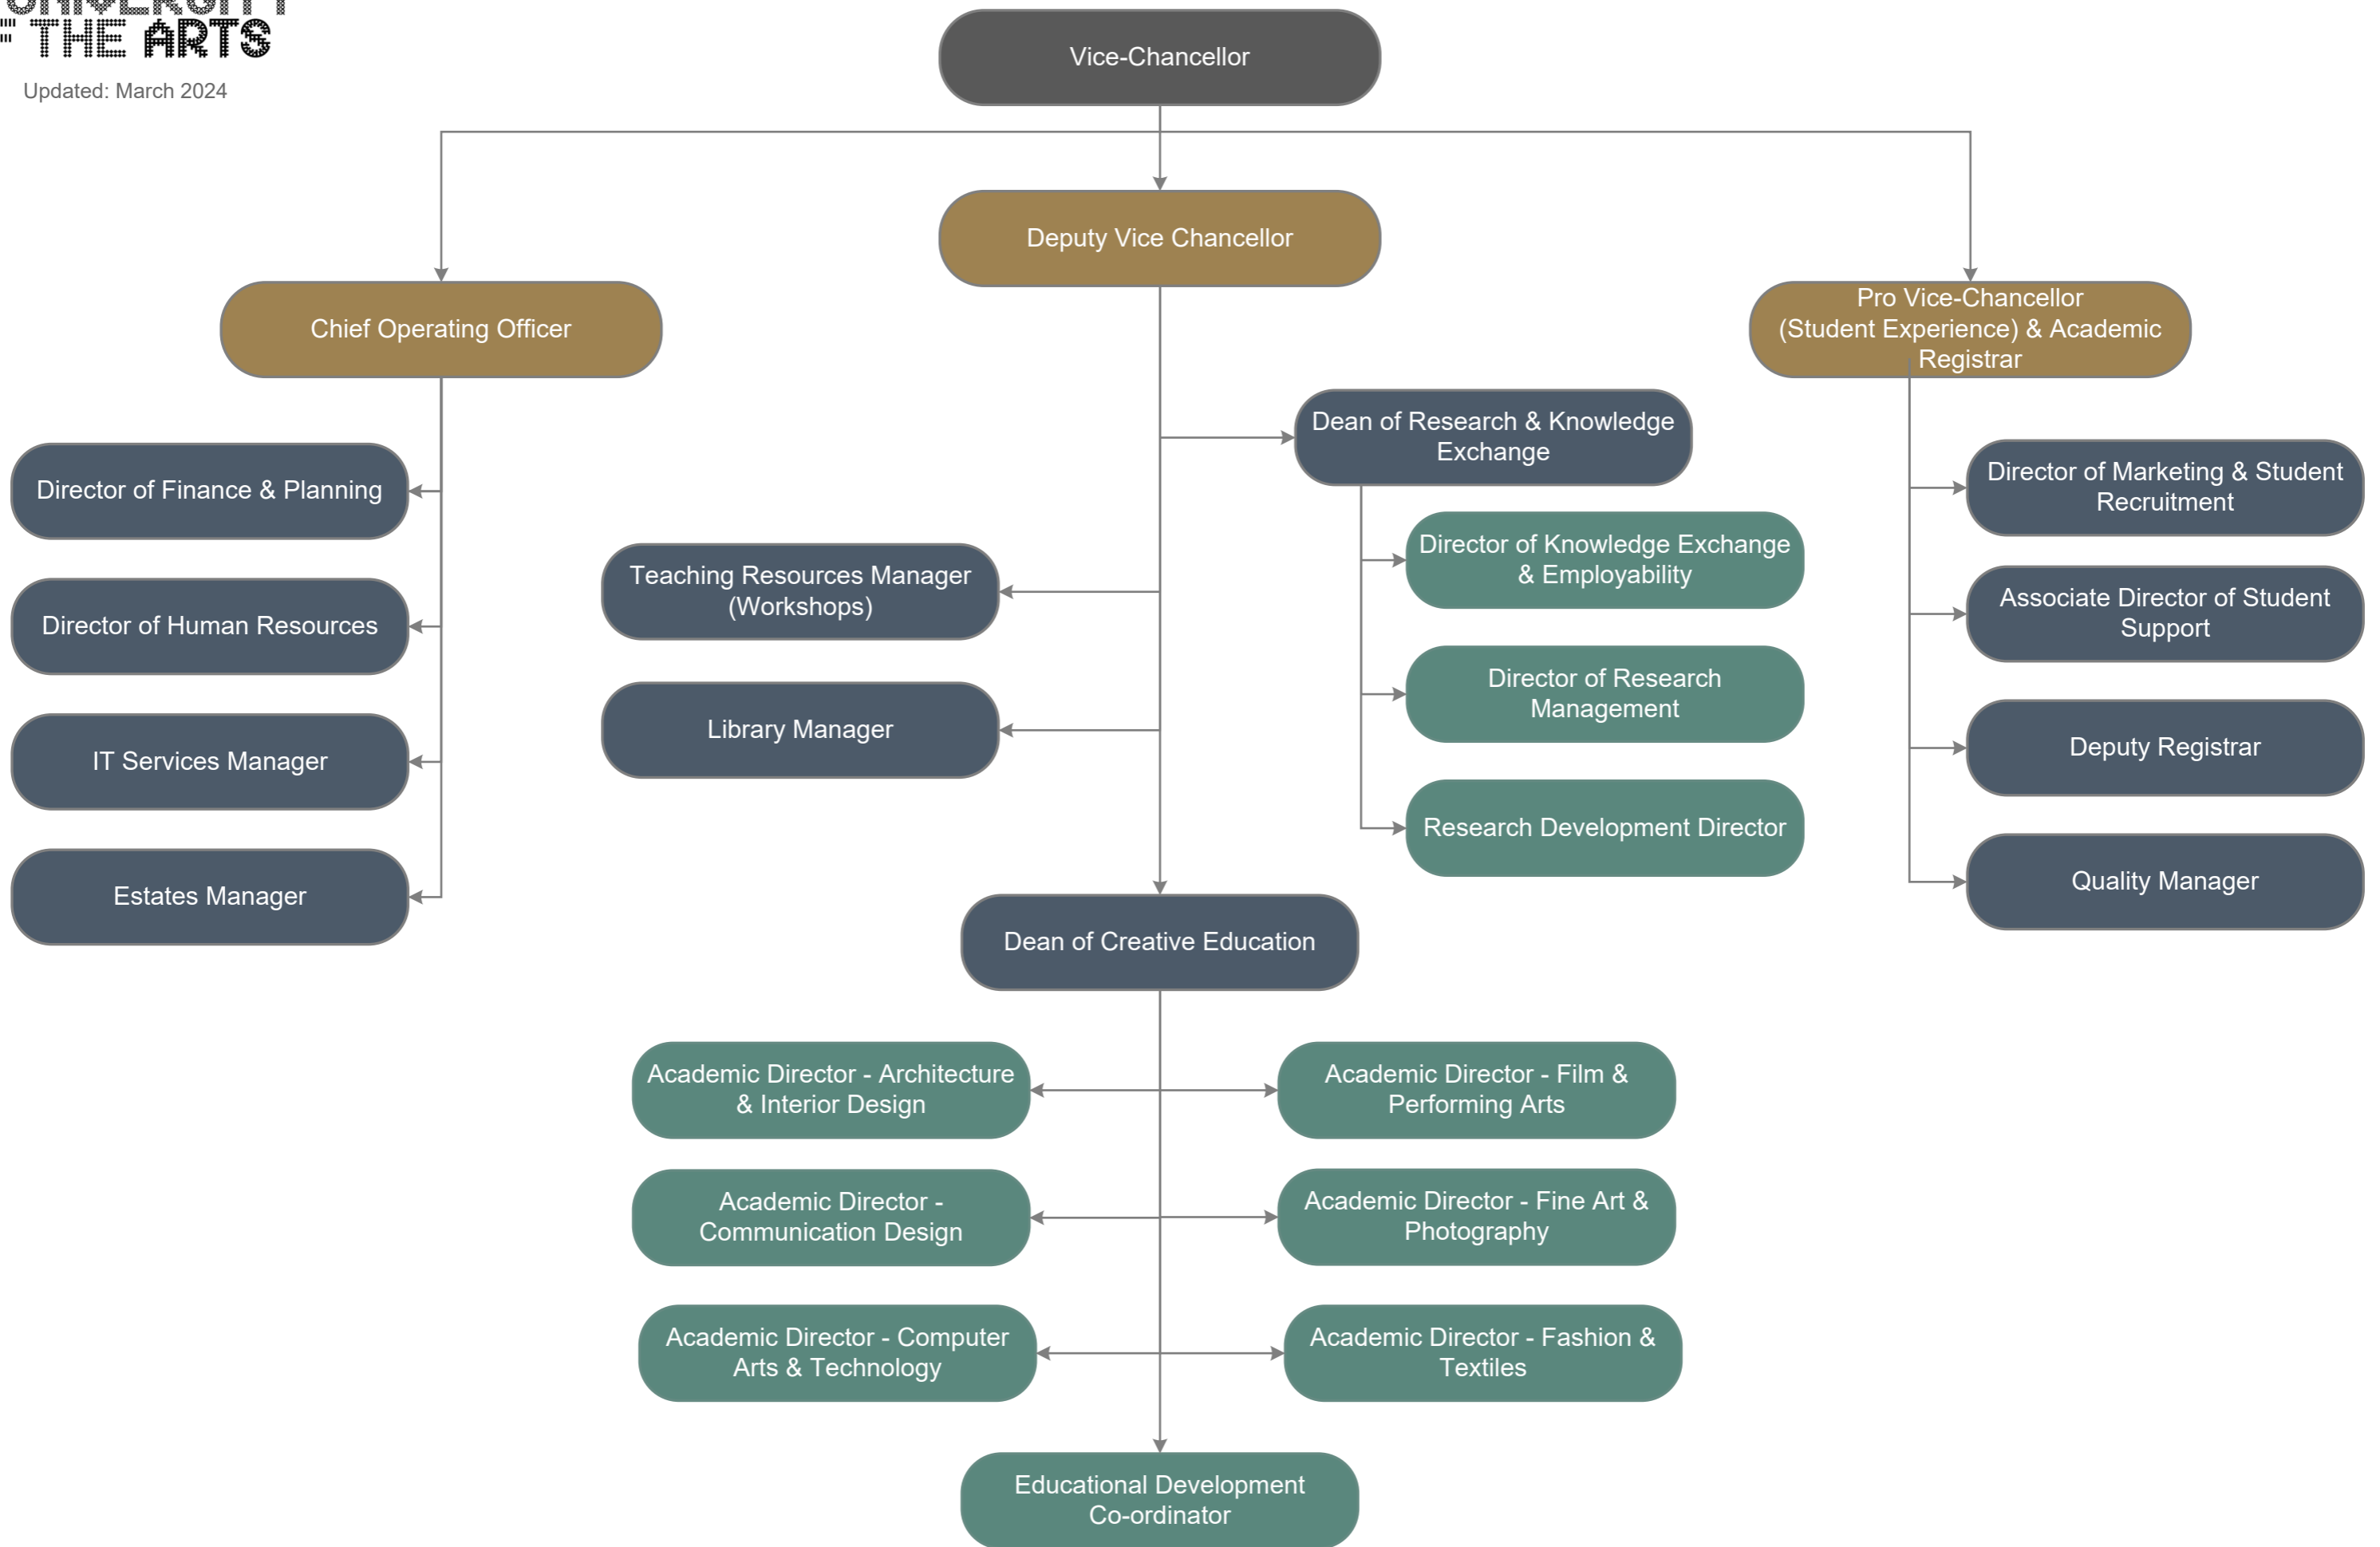 UNIVERSITY
THE ARTS
Updated: March 2024
Vice-Chancellor
Deputy Vice Chancellor
Chief Operating Officer
Pro Vice-Chancellor
(Student Experience) & Academic
Registrar
Director of Finance & Planning
Director of Human Resources
IT Services Manager
Estates Manager
Teaching Resources Manager
(Workshops)
Library Manager
Dean of Research & Knowledge
Exchange
Director of Knowledge Exchange
& Employability
Director of Research
Management
Research Development Director
Director of Marketing & Student
Recruitment
Associate Director of Student
Support
Deputy Registrar
Quality Manager
Dean of Creative Education
Academic Director - Architecture
& Interior Design
Academic Director - Film &
Performing Arts
Academic Director -
Communication Design
Academic Director - Fine Art &
Photography
Academic Director - Computer
Arts & Technology
Academic Director - Fashion &
Textiles
Educational Development
Co-ordinator